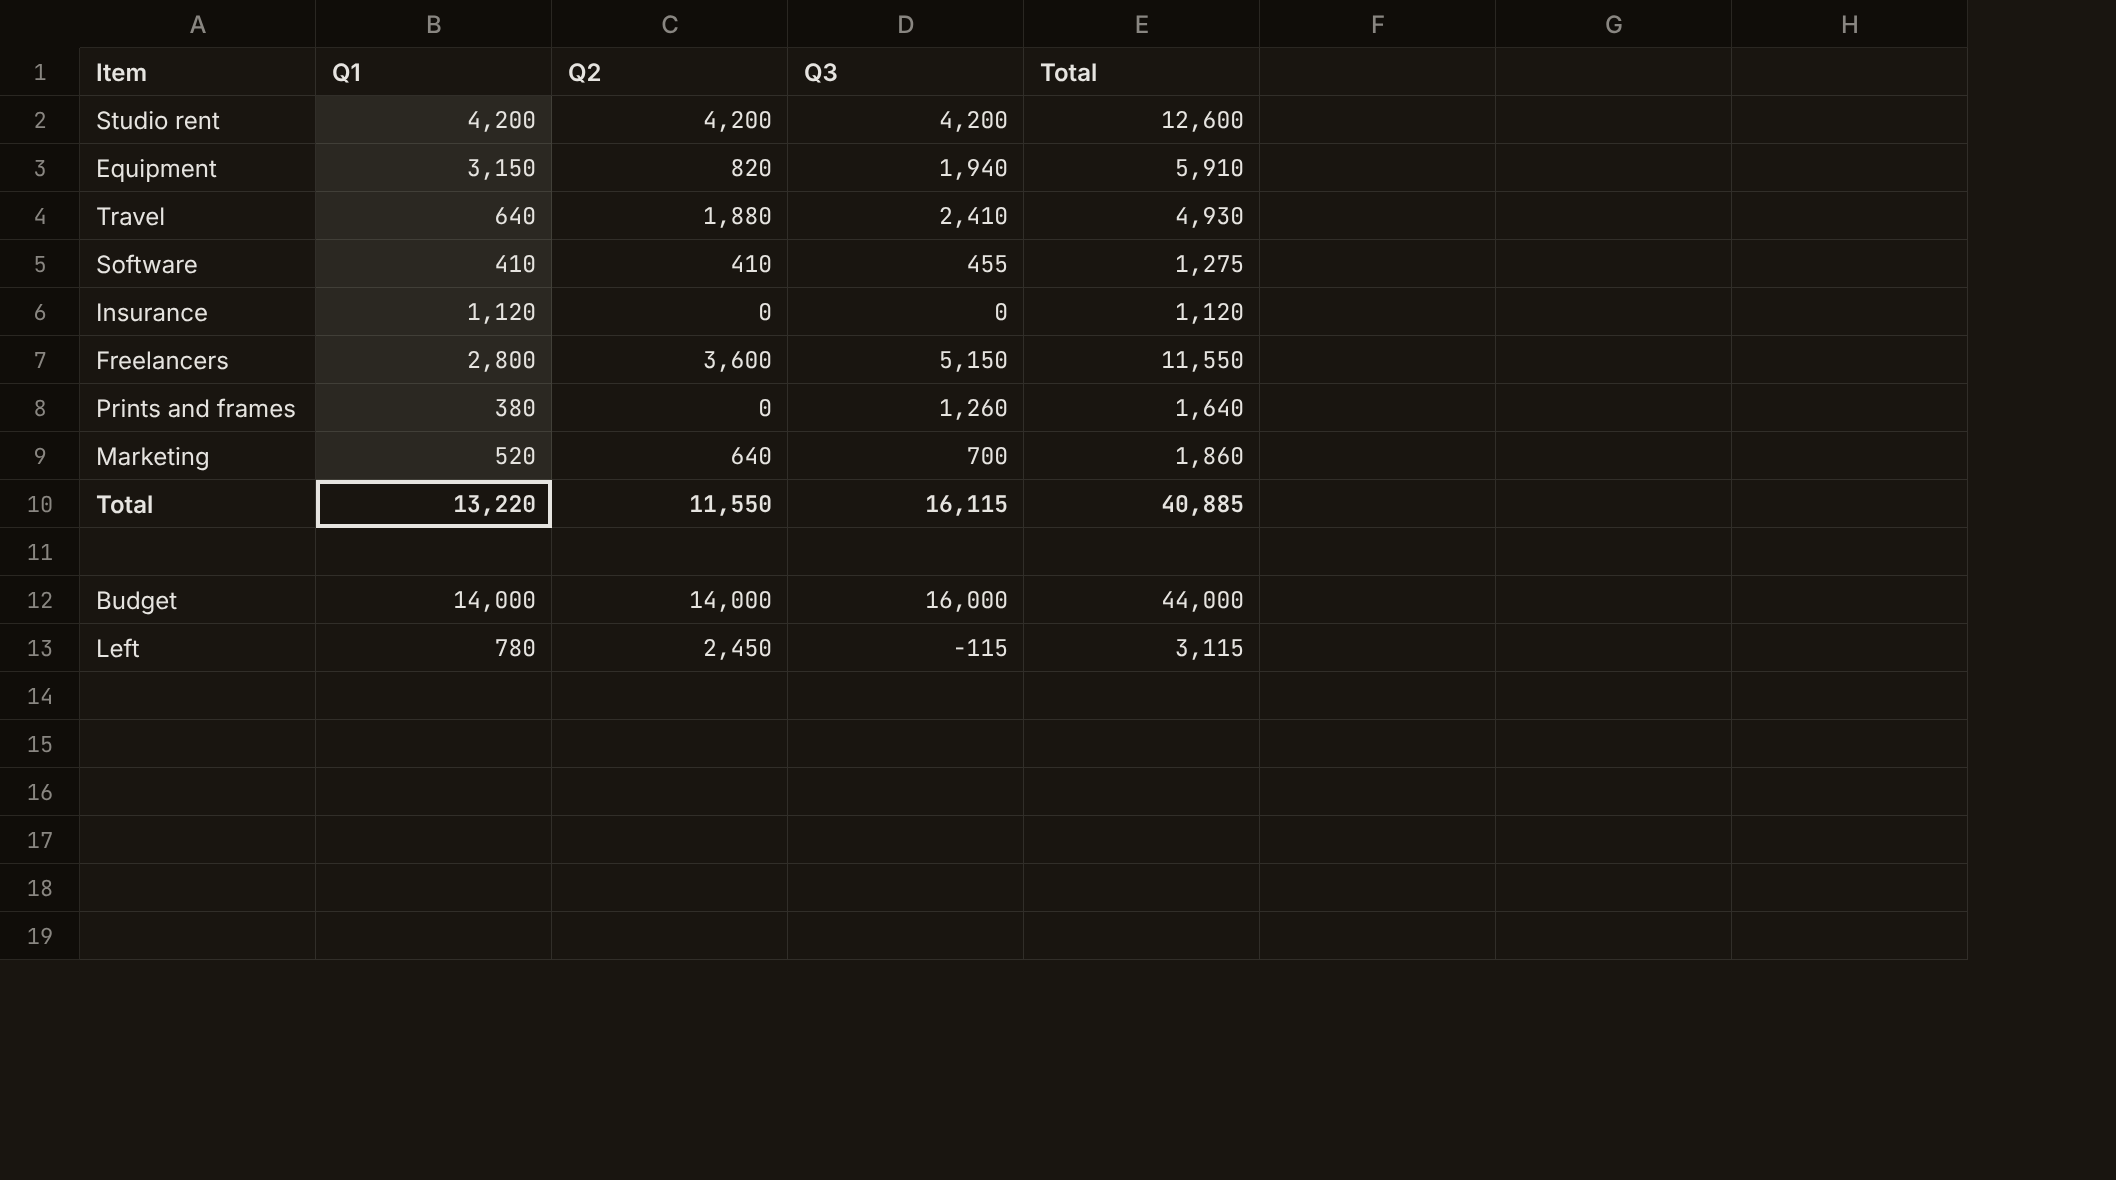 A B C D E F G H
1 Item Q1 Q2 Q3 Total
2 Studio rent 4,200 4,200 4,200 12,600
3 Equipment 3,150 820 1,940 5,910
4 Travel 640 1,880 2,410 4,930
5 Software 410 410 455 1,275
6 Insurance 1,120 0 0 1,120
7 Freelancers 2,800 3,600 5,150 11,550
8 Prints and frames 380 0 1,260 1,640
9 Marketing 520 640 700 1,860
10 Total 13,220 11,550 16,115 40,885
11
12 Budget 14,000 14,000 16,000 44,000
13 Left 780 2,450 -115 3,115
14
15
16
17
18
19